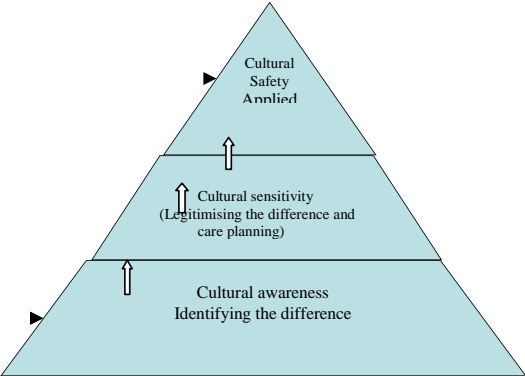 Cultural
Safety
Applied
Cultural sensitivity
(Legitimising the difference and
care planning)
Cultural awareness
Identifying the difference